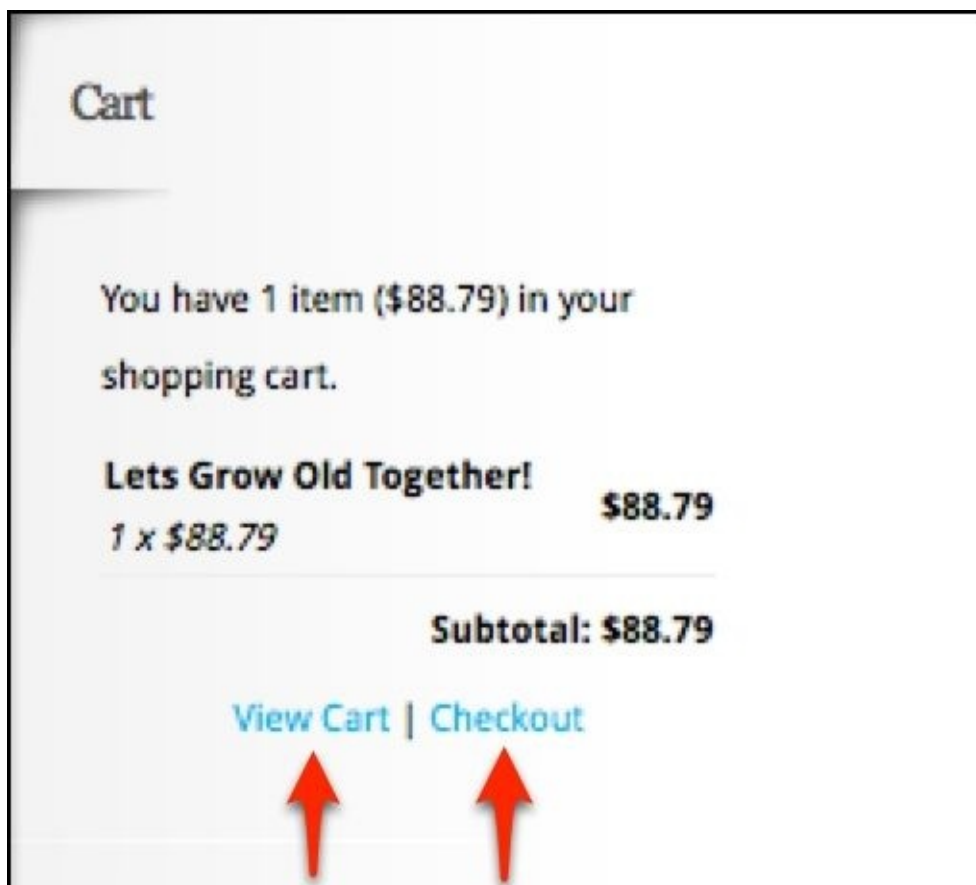 Cart
You have 1 item ($88.79) in your
shopping cart.
Lets Grow Old Together!
$88.79
1 x $88.79
Subtotal: $88.79
View Cart | Checkout